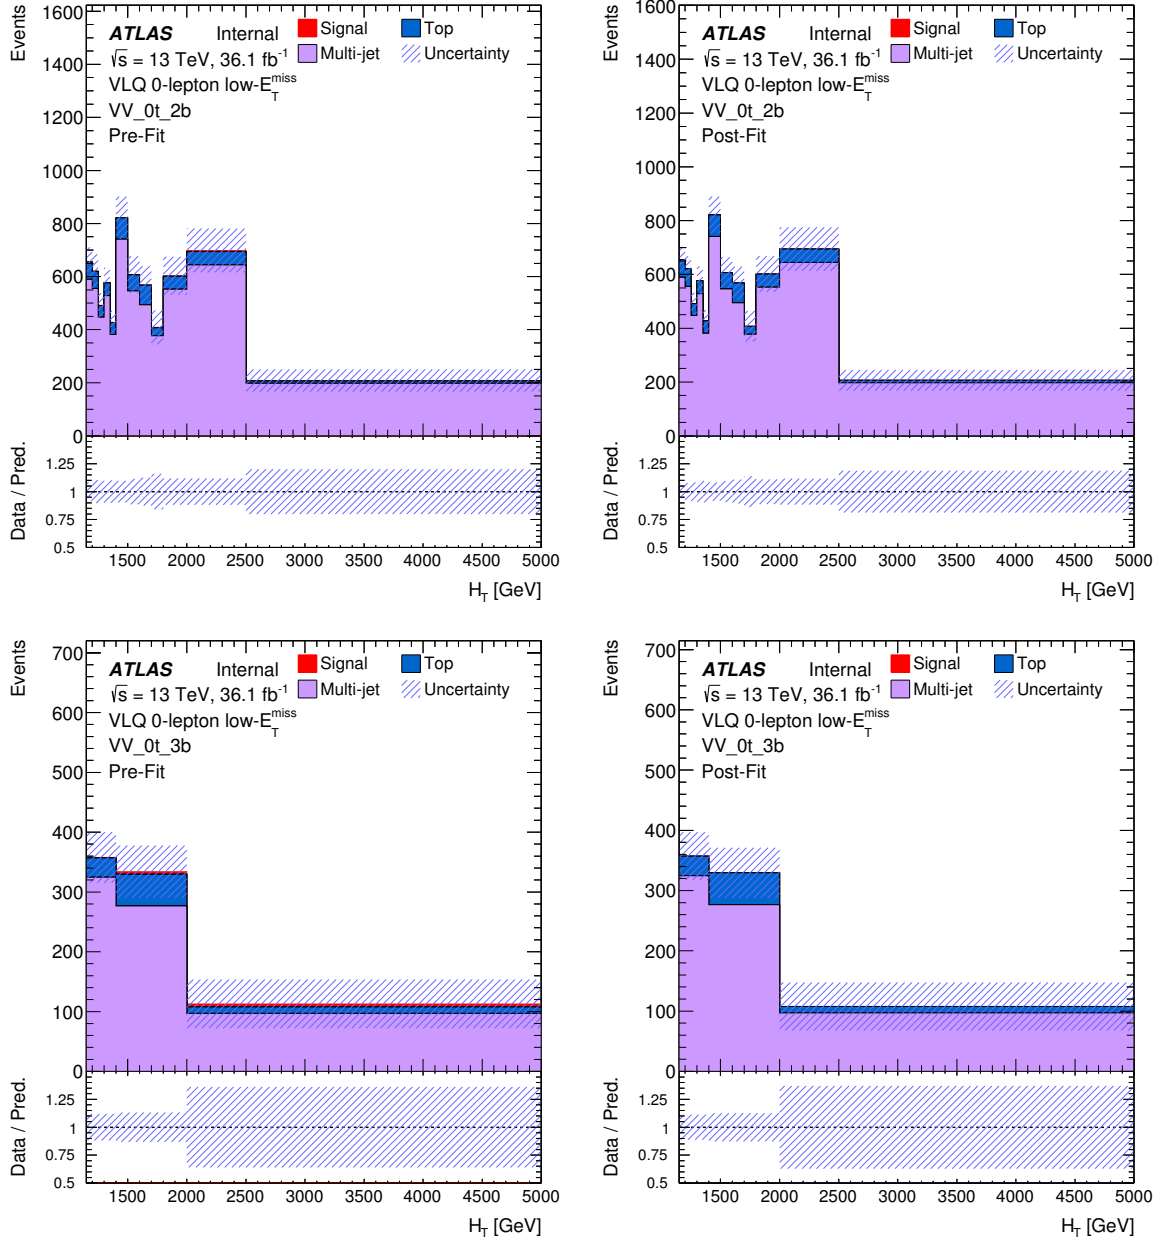 Events
1600
1400
1200
1000
800
600
400
200
0
ATLAS Internal
√s = 13 TeV, 36.1 fb⁻¹
VLQ 0-lepton low-E_T^miss
VV_0t_2b
Pre-Fit
Signal Top
Multi-jet Uncertainty
Data / Pred.
1.25
1
0.75
0.5
1500 2000 2500 3000 3500 4000 4500 5000
H_T [GeV]
Events
1600
1400
1200
1000
800
600
400
200
0
ATLAS Internal
√s = 13 TeV, 36.1 fb⁻¹
VLQ 0-lepton low-E_T^miss
VV_0t_2b
Post-Fit
Signal Top
Multi-jet Uncertainty
Data / Pred.
1.25
1
0.75
0.5
1500 2000 2500 3000 3500 4000 4500 5000
H_T [GeV]
Events
700
600
500
400
300
200
100
0
ATLAS Internal
√s = 13 TeV, 36.1 fb⁻¹
VLQ 0-lepton low-E_T^miss
VV_0t_3b
Pre-Fit
Signal Top
Multi-jet Uncertainty
Data / Pred.
1.25
1
0.75
0.5
1500 2000 2500 3000 3500 4000 4500 5000
H_T [GeV]
Events
700
600
500
400
300
200
100
0
ATLAS Internal
√s = 13 TeV, 36.1 fb⁻¹
VLQ 0-lepton low-E_T^miss
VV_0t_3b
Post-Fit
Signal Top
Multi-jet Uncertainty
Data / Pred.
1.25
1
0.75
0.5
1500 2000 2500 3000 3500 4000 4500 5000
H_T [GeV]